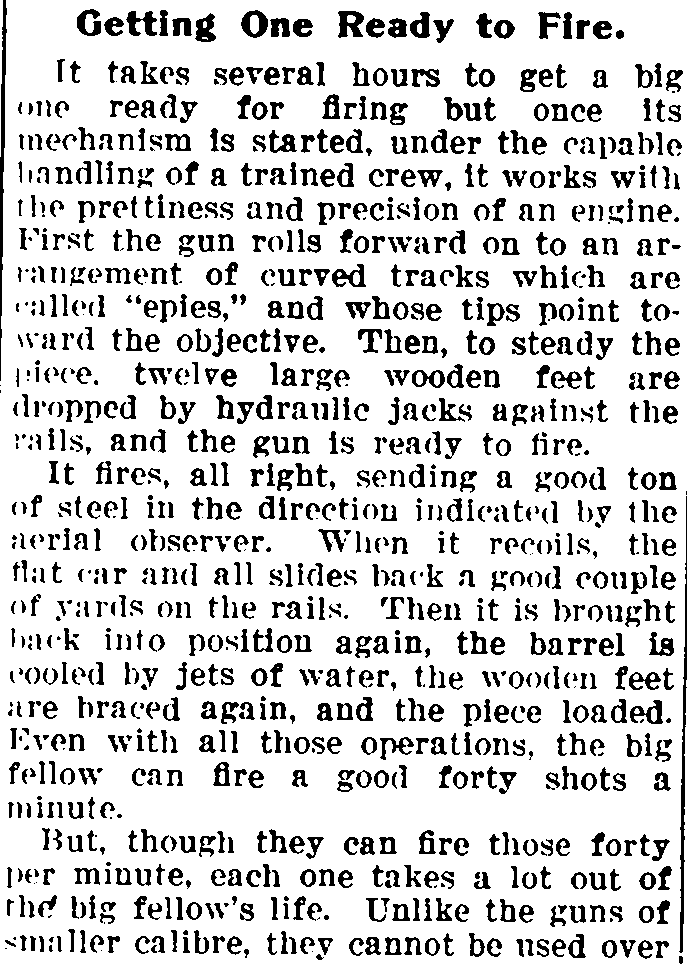 Getting One Ready to Fire.
It takes several hours to get a big
one ready for firing but once its
mechanism is started, under the capable
handling of a trained crew, it works with
the prettiness and precision of an engine.
First the gun rolls forward on to an ar-
rangement of curved tracks which are
called "epies," and whose tips point to-
ward the objective. Then, to steady the
piece, twelve large wooden feet are
dropped by hydraulic jacks against the
rails, and the gun is ready to fire.
It fires, all right, sending a good ton
of steel in the direction indicated by the
aerial observer. When it recoils, the
flat car and all slides back a good couple
of yards on the rails. Then it is brought
back into position again, the barrel is
cooled by jets of water, the wooden feet
are braced again, and the piece loaded.
Even with all those operations, the big
fellow can fire a good forty shots a
minute.
But, though they can fire those forty
per minute, each one takes a lot out of
the big fellow's life. Unlike the guns of
smaller calibre, they cannot be used over